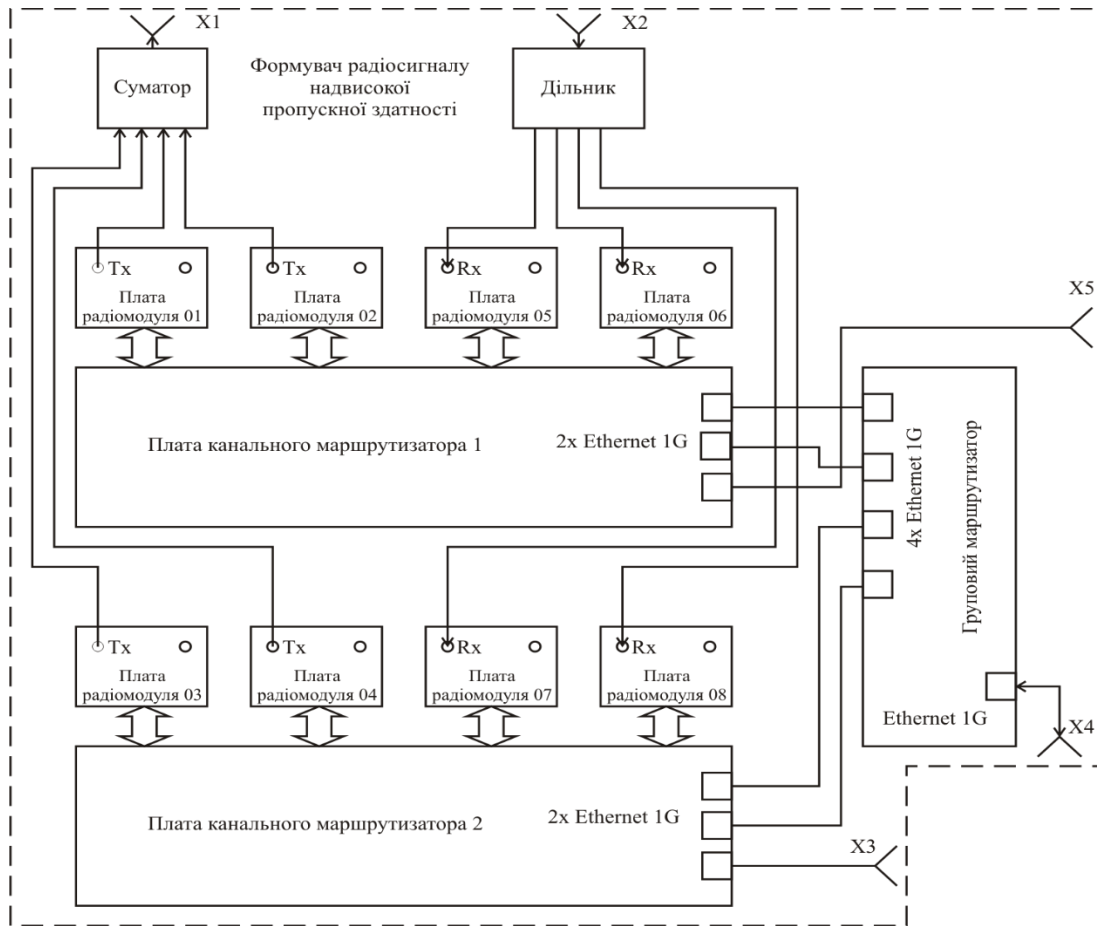 X1
X2
Суматор
Формувач радіосигналу
надвисокої
пропускної здатності
Дільник
Tx
Плата
радіомодуля 01
Tx
Плата
радіомодуля 02
Rx
Плата
радіомодуля 05
Rx
Плата
радіомодуля 06
X5
Плата канального маршрутизатора 1
2x Ethernet 1G
4x Ethernet 1G
Груповий маршрутизатор
Ethernet 1G
X4
Tx
Плата
радіомодуля 03
Tx
Плата
радіомодуля 04
Rx
Плата
радіомодуля 07
Rx
Плата
радіомодуля 08
Плата канального маршрутизатора 2
2x Ethernet 1G
X3